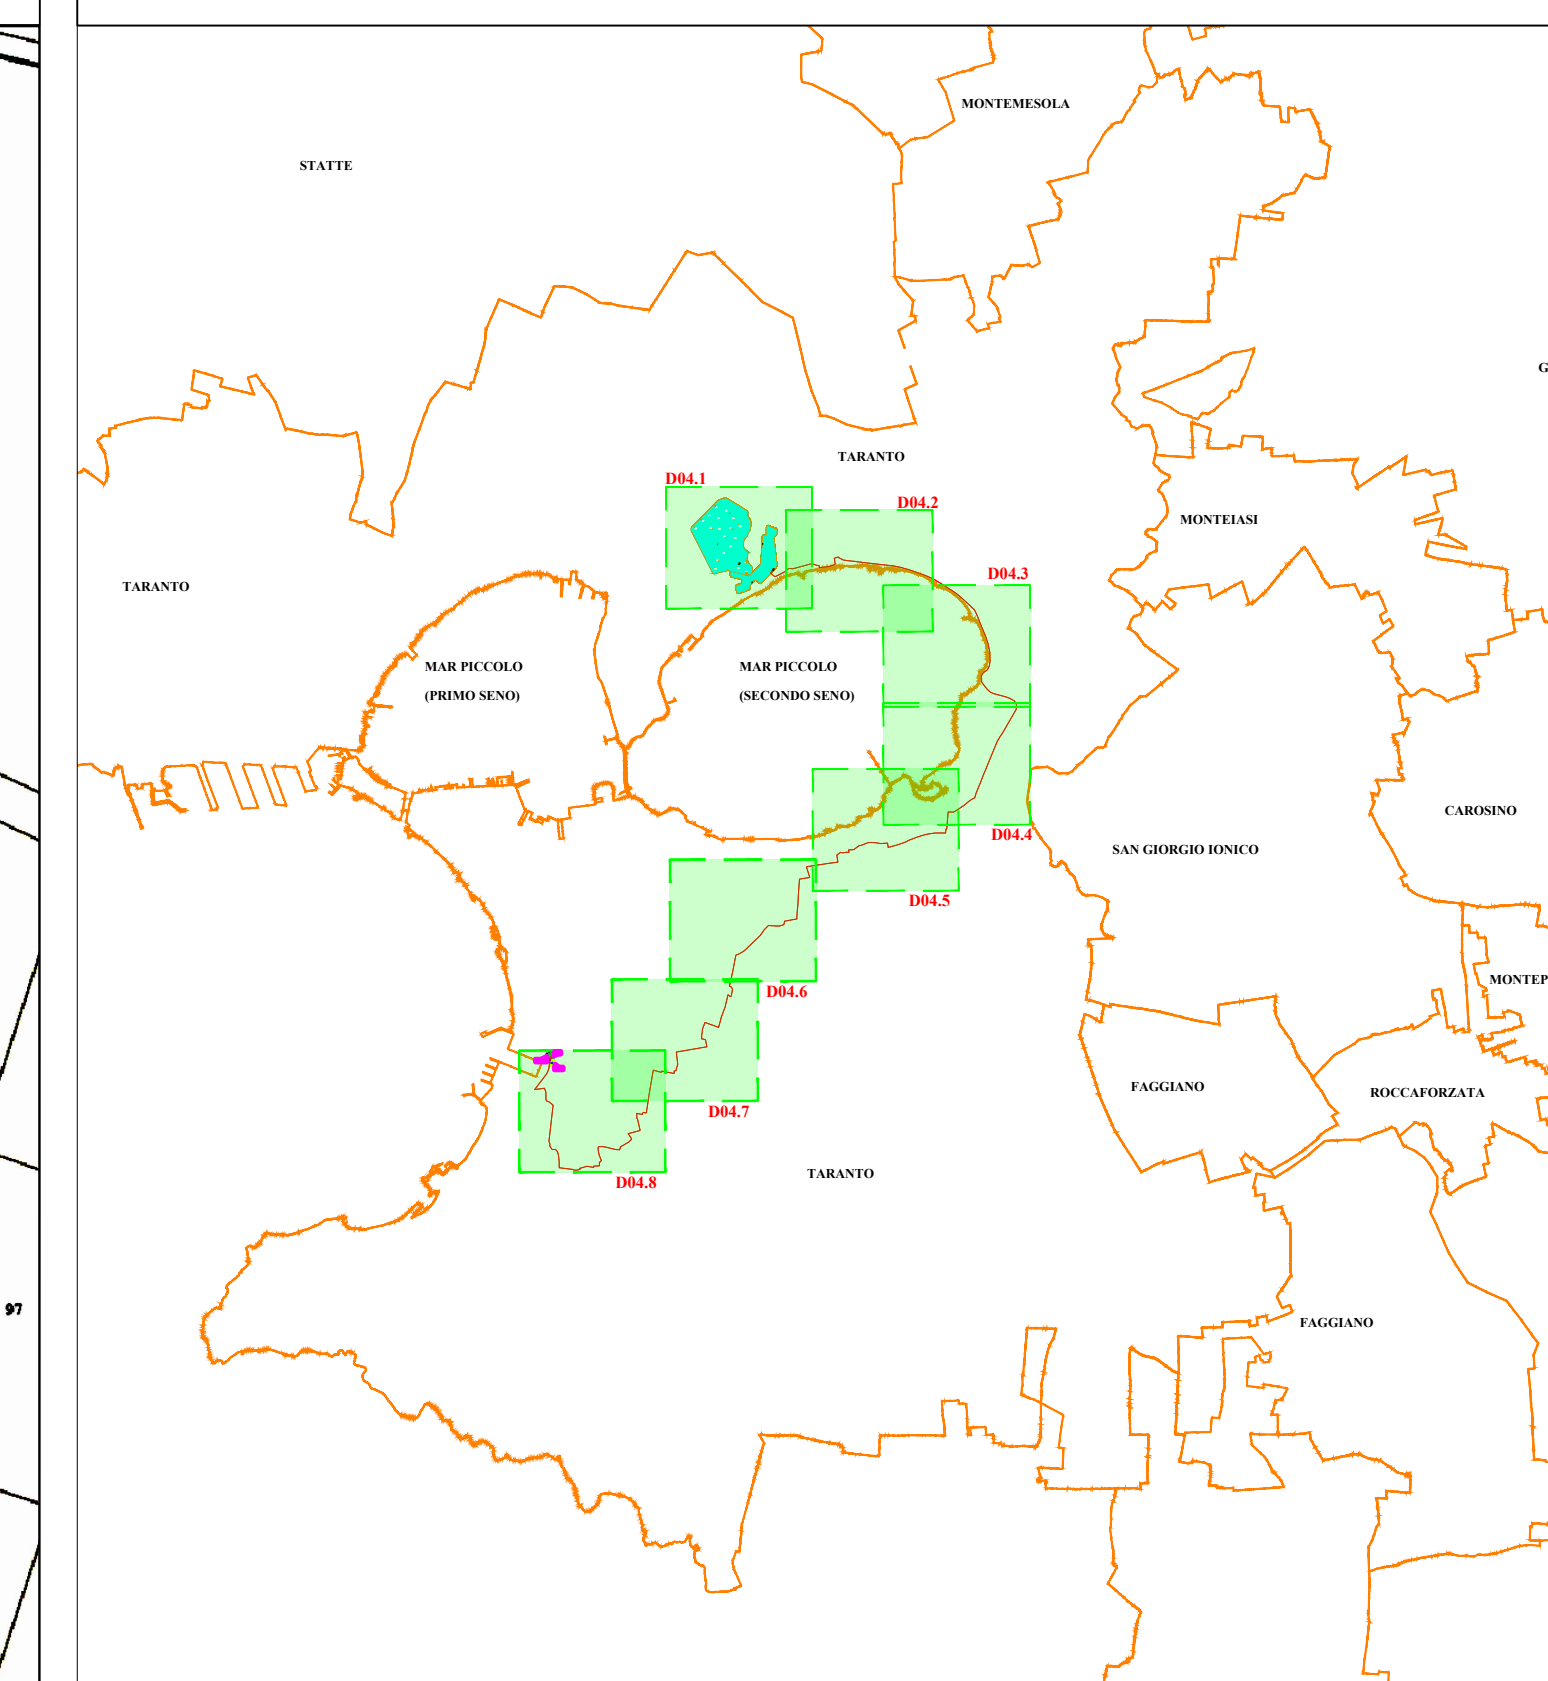 MONTEMESOLA
STATTE
G
TARANTO
D04.1
D04.2
MONTEIASI
D04.3
TARANTO
MAR PICCOLO
(PRIMO SENO)
MAR PICCOLO
(SECONDO SENO)
CAROSINO
D04.4
SAN GIORGIO IONICO
D04.5
MONTEP
D04.6
FAGGIANO
ROCCAFORZATA
D04.7
TARANTO
D04.8
97
FAGGIANO